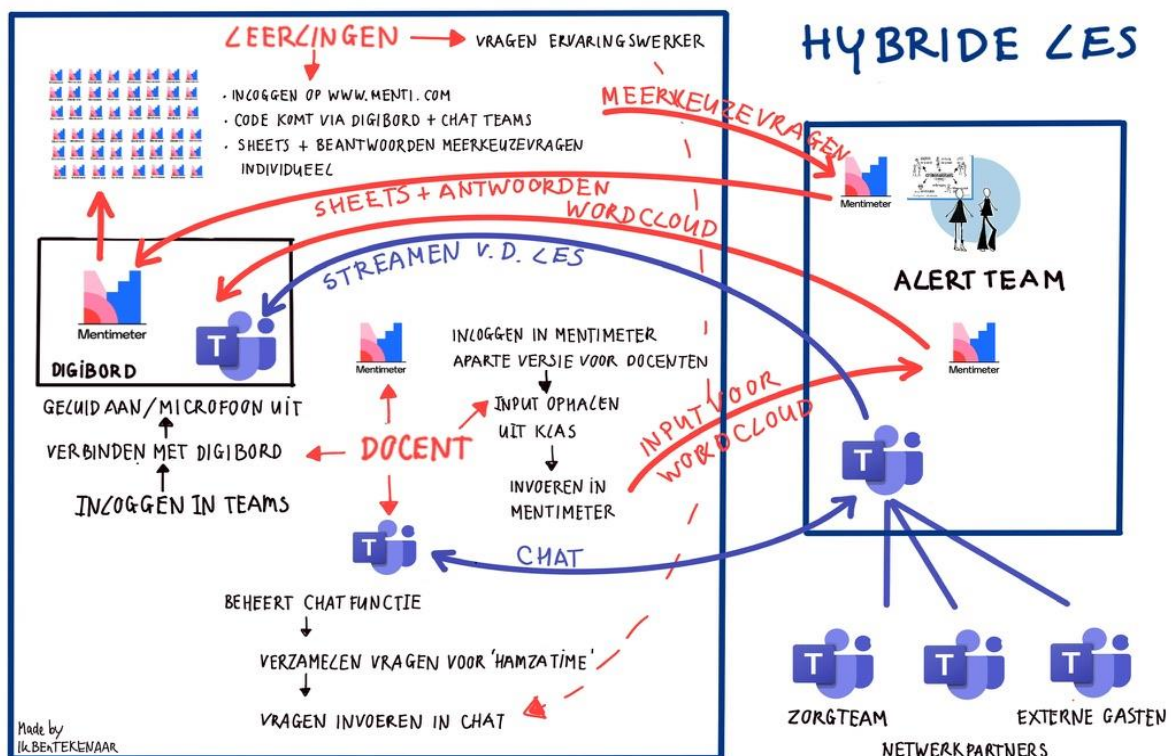 HYBRIDE LES
LEERLINGEN
VRAGEN ERVARINGSWERKER
• INLOGGEN OP WWW.MENTI.COM
• CODE KOMT VIA DIGIBORD + CHAT TEAMS
• SHEETS + BEANTWOORDEN MEERKEUZEVRAGEN
INDIVIDUEEL
MEERKEUZEVRAGEN
SHEETS + ANTWOORDEN
WORDCLOUD
STREAMEN V.D. LES
Mentimeter
ALERT TEAM
Mentimeter
Mentimeter
T
DIGIBORD
GELUID AAN/MICROFOON UIT
VERBINDEN MET DIGIBORD
INLOGGEN IN TEAMS
Mentimeter
DOCENT
INLOGGEN IN MENTIMETER
APARTE VERSIE VOOR DOCENTEN
INPUT OPHALEN
UIT KLAS
INVOEREN IN
MENTIMETER
INPUT VOOR
WORDCLOUD
T
T
CHAT
BEHEERT CHATFUNCTIE
VERZAMELEN VRAGEN VOOR 'HAMZATIME'
VRAGEN INVOEREN IN CHAT
T
T
T
ZORGTEAM
EXTERNE GASTEN
NETWERKPARTNERS
Made by
IkBEnTEKENAAR